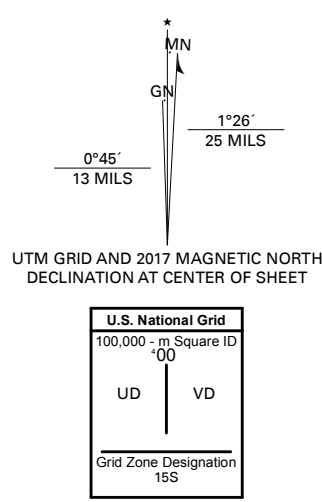 ★
MN
GN
1°26´
25 MILS
0°45´
13 MILS
UTM GRID AND 2017 MAGNETIC NORTH
DECLINATION AT CENTER OF SHEET
U.S. National Grid
100,000 - m Square ID
⁴00
UD VD
Grid Zone Designation
15S